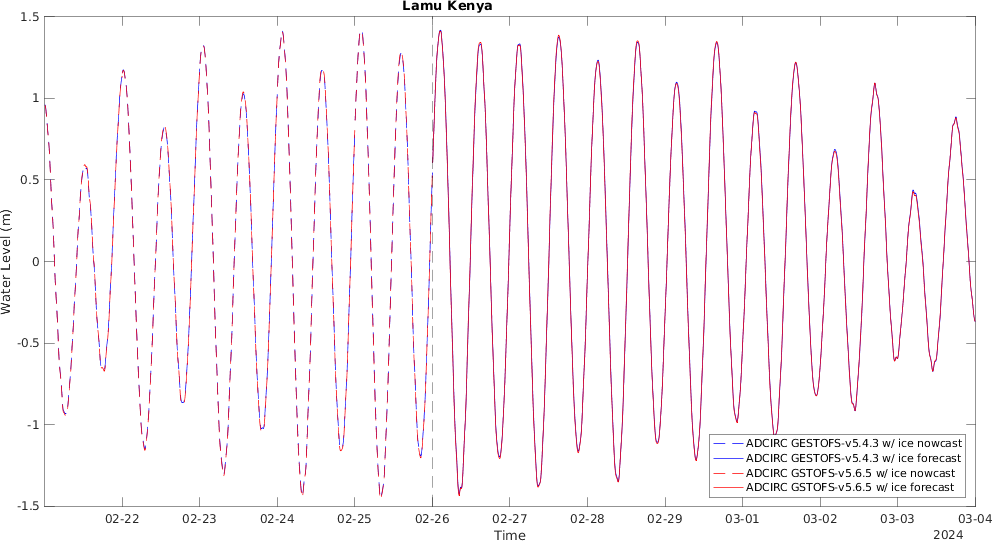 Lamu Kenya
1.5
1
0.5
0
-0.5
-1
-1.5
Water Level (m)
02-22 02-23 02-24 02-25 02-26 02-27 02-28 02-29 03-01 03-02 03-03 03-04
Time
2024
ADCIRC GESTOFS-v5.4.3 w/ ice nowcast
ADCIRC GESTOFS-v5.4.3 w/ ice forecast
ADCIRC GSTOFS-v5.6.5 w/ ice nowcast
ADCIRC GSTOFS-v5.6.5 w/ ice forecast